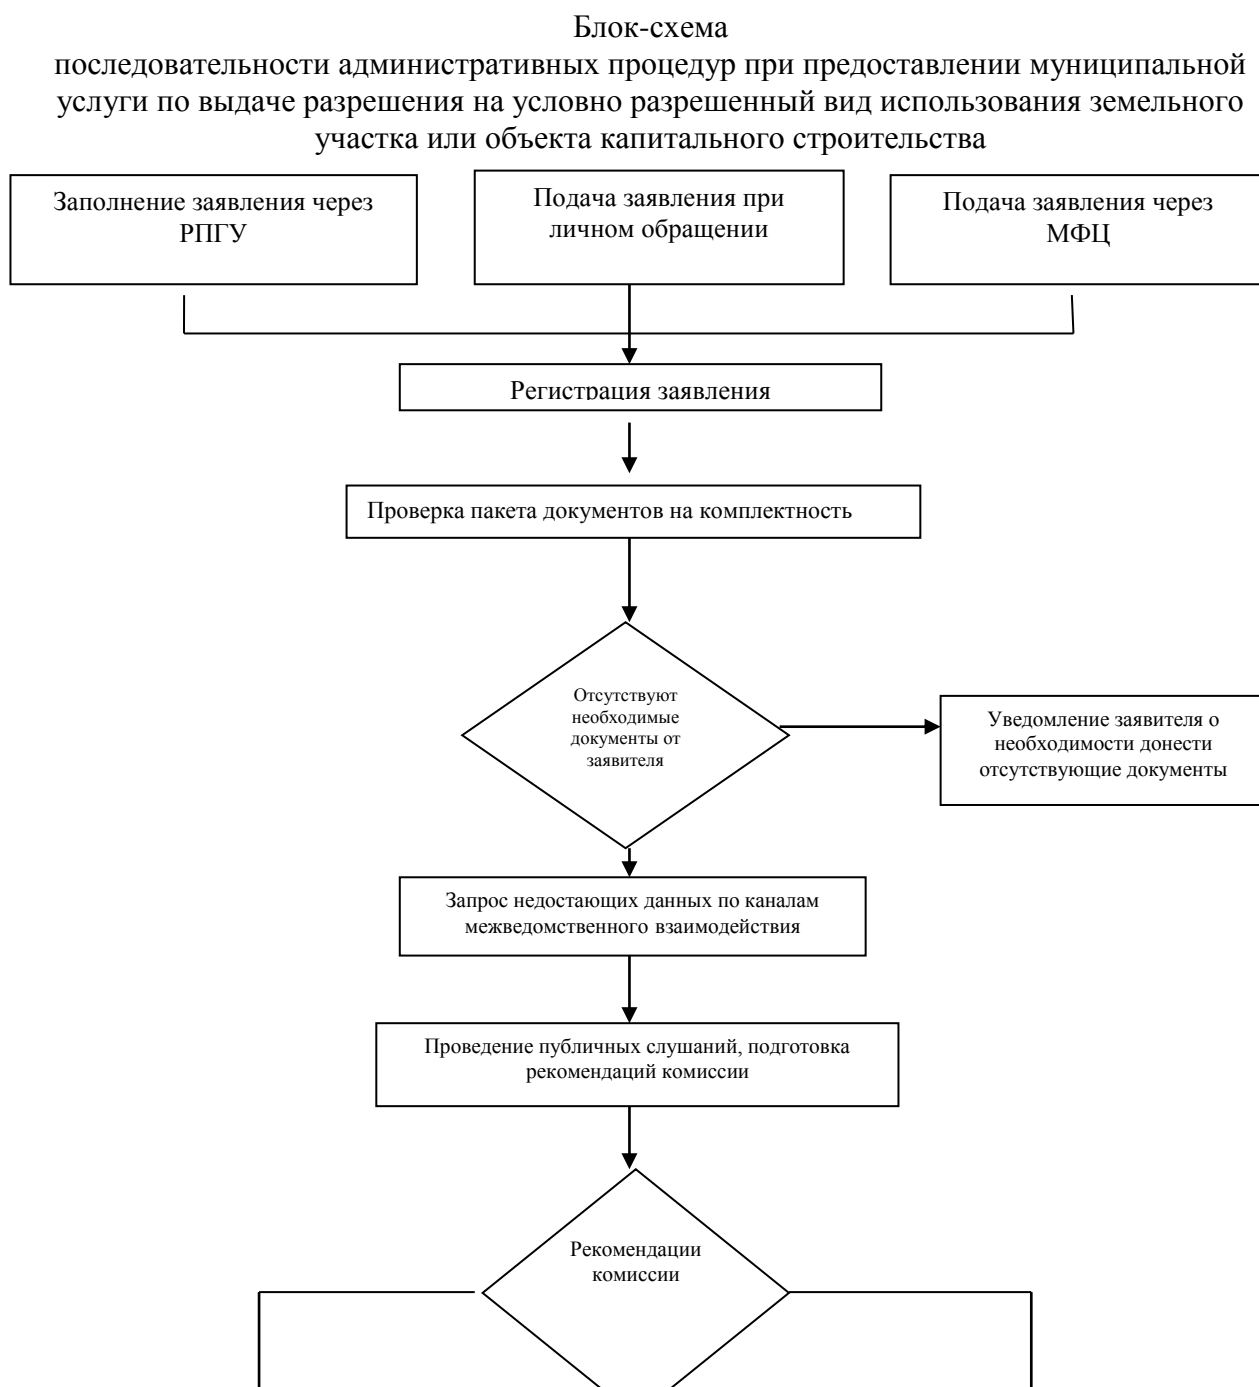 Блок-схема
последовательности административных процедур при предоставлении муниципальной
услуги по выдаче разрешения на условно разрешенный вид использования земельного
участка или объекта капитального строительства
Заполнение заявления через
РПГУ
Подача заявления при
личном обращении
Подача заявления через
МФЦ
Регистрация заявления
Проверка пакета документов на комплектность
Отсутствуют
необходимые
документы от
заявителя
Уведомление заявителя о
необходимости донести
отсутствующие документы
Запрос недостающих данных по каналам
межведомственного взаимодействия
Проведение публичных слушаний, подготовка
рекомендаций комиссии
Рекомендации
комиссии